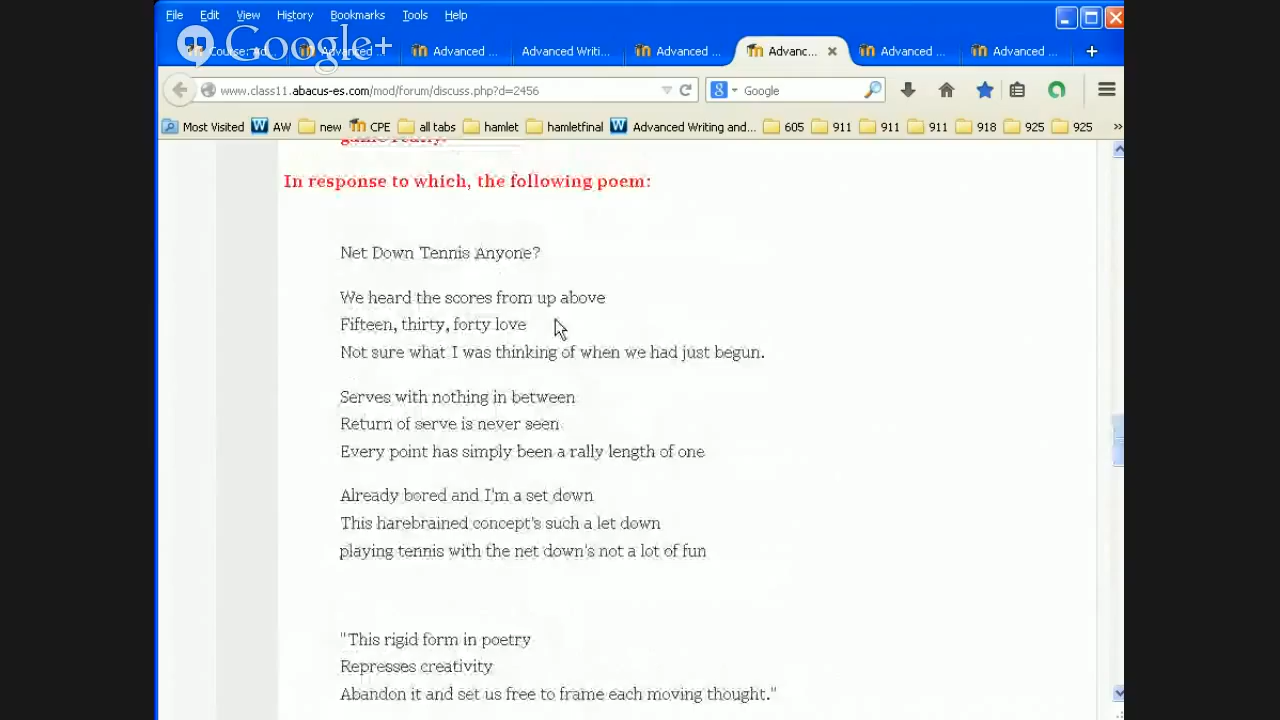 File Edit View History Bookmarks Tools Help
Google+
Advanced ... Advanced Writi... Advanced ... Advanc... Advanced ... Advanced ...
www.class11.abacus-es.com/mod/forum/discuss.php?d=2456 Google
Most Visited AW new CPE all tabs hamlet hamletfinal Advanced Writing and... 605 911 911 911 918 925 925 »
game really.
In response to which, the following poem:
Net Down Tennis Anyone?
We heard the scores from up above
Fifteen, thirty, forty love
Not sure what I was thinking of when we had just begun.
Serves with nothing in between
Return of serve is never seen
Every point has simply been a rally length of one
Already bored and I'm a set down
This harebrained concept's such a let down
playing tennis with the net down's not a lot of fun
"This rigid form in poetry
Represses creativity
Abandon it and set us free to frame each moving thought."